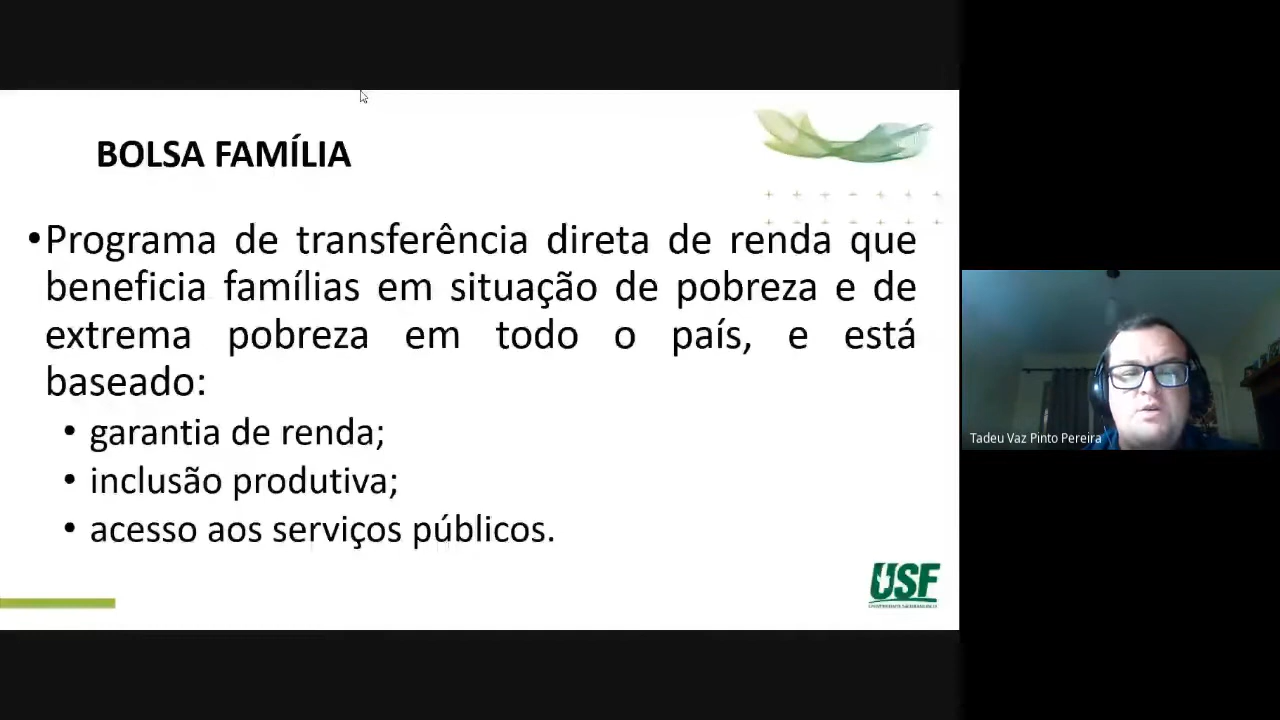 BOLSA FAMÍLIA
•Programa de transferência direta de renda que
beneficia famílias em situação de pobreza e de
extrema pobreza em todo o país, e está
baseado:
• garantia de renda;
• inclusão produtiva;
• acesso aos serviços públicos.
USF
Tadeu Vaz Pinto Pereira